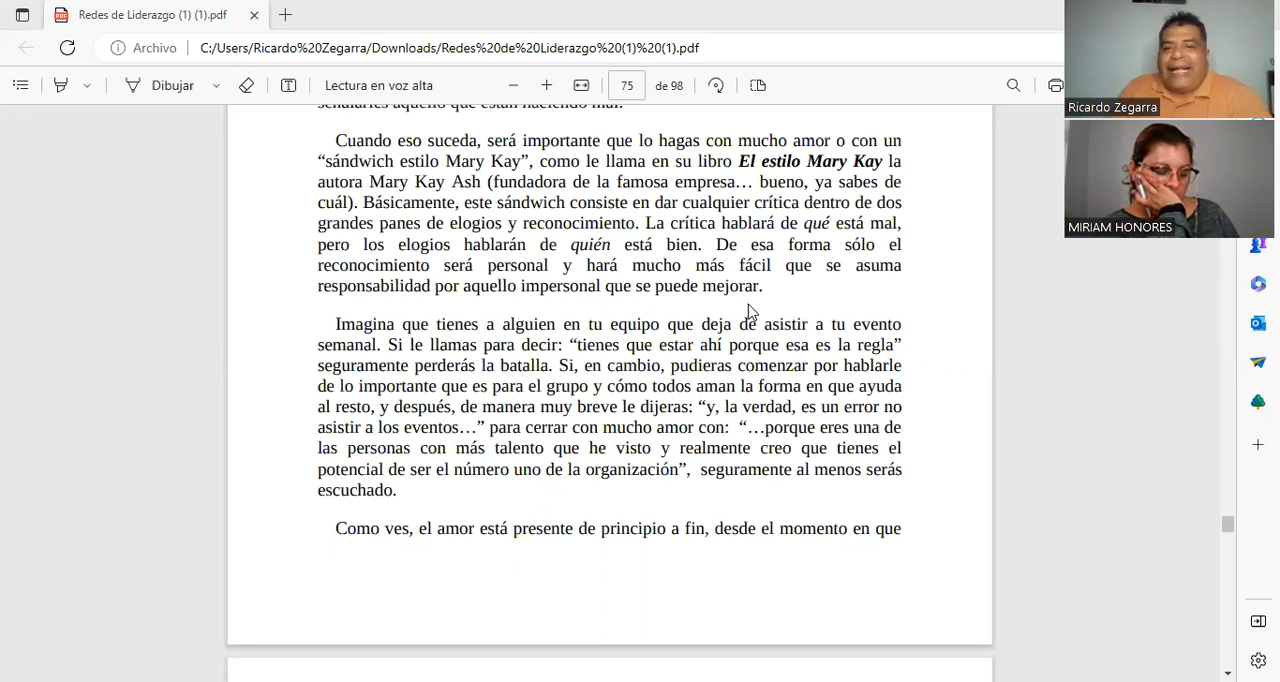 Redes de Liderazgo (1) (1).pdf
Archivo
C:/Users/Ricardo%20Zegarra/Downloads/Redes%20de%20Liderazgo%20(1)%20(1).pdf
Dibujar
Lectura en voz alta
75
de 98
señalarles aquello que están haciendo mal.
Cuando eso suceda, será importante que lo hagas con mucho amor o con un
“sándwich estilo Mary Kay”, como le llama en su libro El estilo Mary Kay la
autora Mary Kay Ash (fundadora de la famosa empresa… bueno, ya sabes de
cuál). Básicamente, este sándwich consiste en dar cualquier crítica dentro de dos
grandes panes de elogios y reconocimiento. La crítica hablará de qué está mal,
pero los elogios hablarán de quién está bien. De esa forma sólo el
reconocimiento será personal y hará mucho más fácil que se asuma
responsabilidad por aquello impersonal que se puede mejorar.
Imagina que tienes a alguien en tu equipo que deja de asistir a tu evento
semanal. Si le llamas para decir: “tienes que estar ahí porque esa es la regla”
seguramente perderás la batalla. Si, en cambio, pudieras comenzar por hablarle
de lo importante que es para el grupo y cómo todos aman la forma en que ayuda
al resto, y después, de manera muy breve le dijeras: “y, la verdad, es un error no
asistir a los eventos…” para cerrar con mucho amor con: “…porque eres una de
las personas con más talento que he visto y realmente creo que tienes el
potencial de ser el número uno de la organización”, seguramente al menos serás
escuchado.
Como ves, el amor está presente de principio a fin, desde el momento en que
Ricardo Zegarra
MIRIAM HONORES